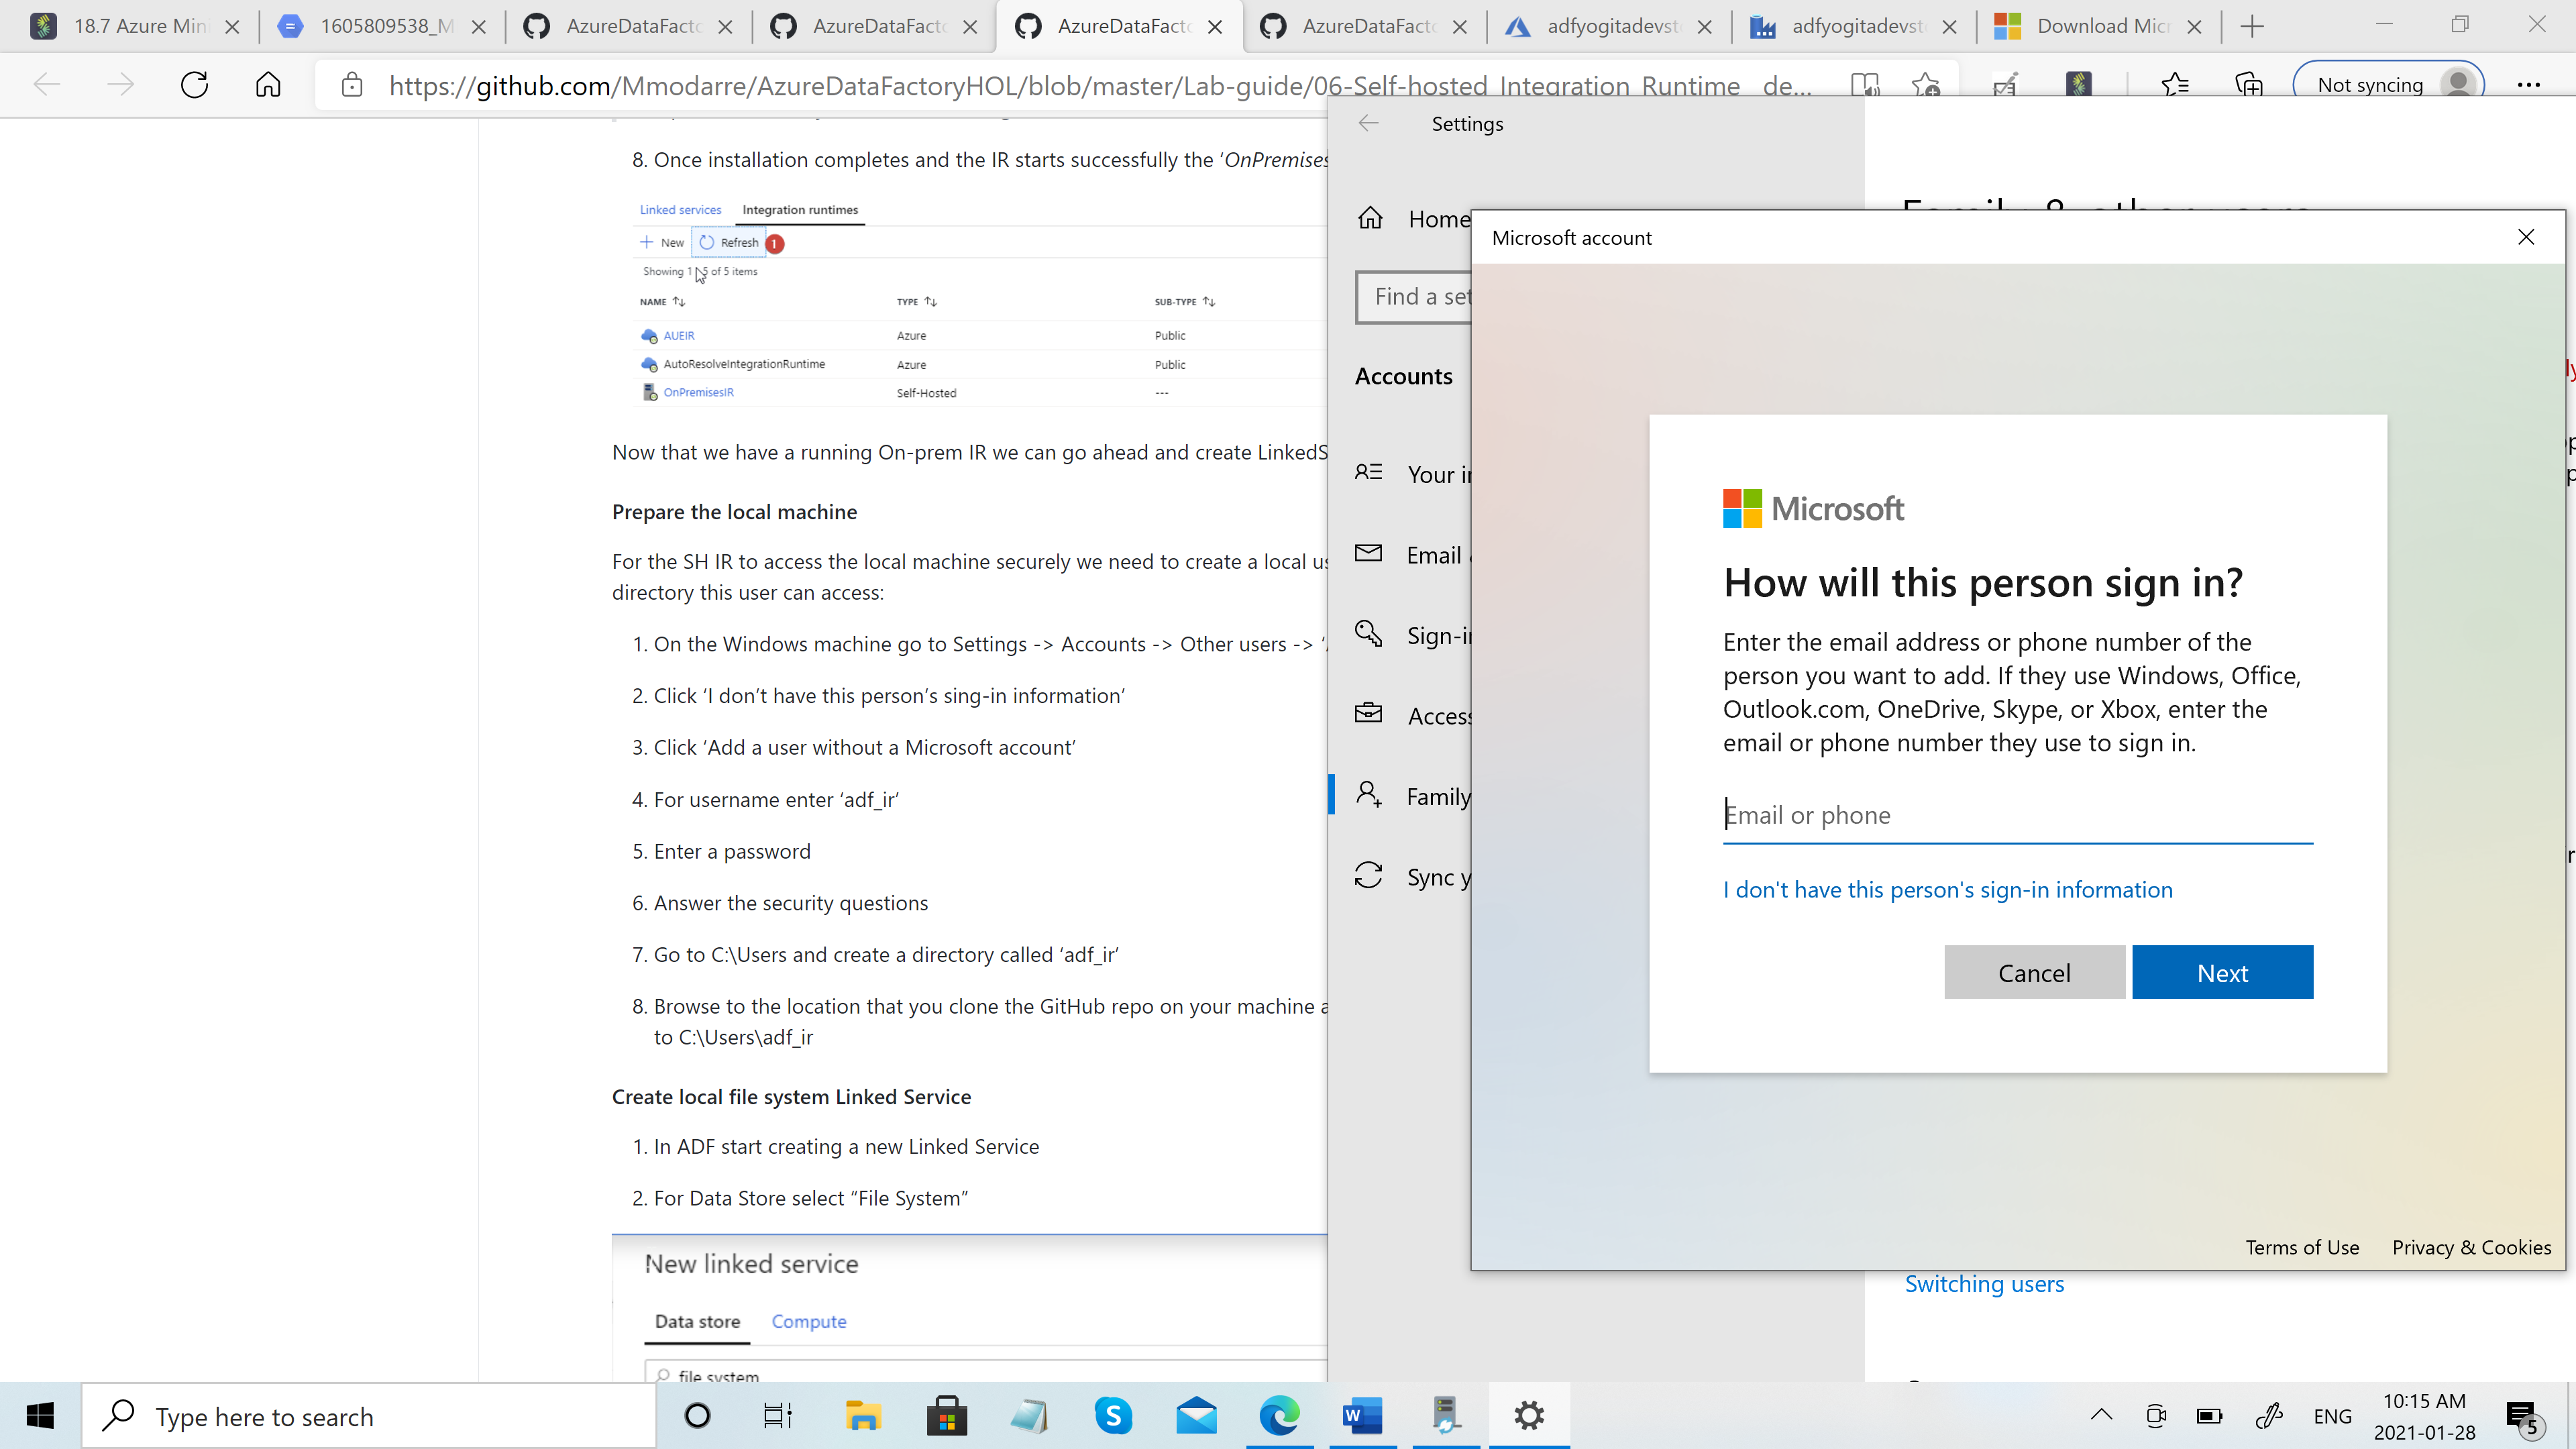 18.7 Azure Min
1605809538_M
AzureDataFacto
AzureDataFacto
AzureDataFacto
AzureDataFacto
adfyogitadevst
adfyogitadevst
Download Micr
https://github.com/Mmodarre/AzureDataFactoryHOL/blob/master/Lab-guide/06-Self-hosted_Integration_Runtime__de...
Not syncing
8. Once installation completes and the IR starts successfully the ‘OnPremises
Linked services Integration runtimes
New Refresh 1
Showing 1 5 of 5 items
NAME TYPE SUB-TYPE
AUEIR Azure Public
AutoResolveIntegrationRuntime Azure Public
OnPremisesIR Self-Hosted ---
Now that we have a running On-prem IR we can go ahead and create LinkedS
Prepare the local machine
For the SH IR to access the local machine securely we need to create a local us
directory this user can access:
1. On the Windows machine go to Settings -> Accounts -> Other users -> ‘
2. Click ‘I don’t have this person’s sing-in information’
3. Click ‘Add a user without a Microsoft account’
4. For username enter ‘adf_ir’
5. Enter a password
6. Answer the security questions
7. Go to C:\Users and create a directory called ‘adf_ir’
8. Browse to the location that you clone the GitHub repo on your machine a
to C:\Users\adf_ir
Create local file system Linked Service
1. In ADF start creating a new Linked Service
2. For Data Store select “File System”
New linked service
Data store Compute
file system
Settings
Home
Find a set
Accounts
Your in
Email
Sign-in
Access
Family
Sync y
Family & other users
Microsoft account
Microsoft
How will this person sign in?
Enter the email address or phone number of the
person you want to add. If they use Windows, Office,
Outlook.com, OneDrive, Skype, or Xbox, enter the
email or phone number they use to sign in.
Email or phone
I don't have this person's sign-in information
Cancel Next
Terms of Use Privacy & Cookies
Switching users
Type here to search
ENG
10:15 AM
2021-01-28
5